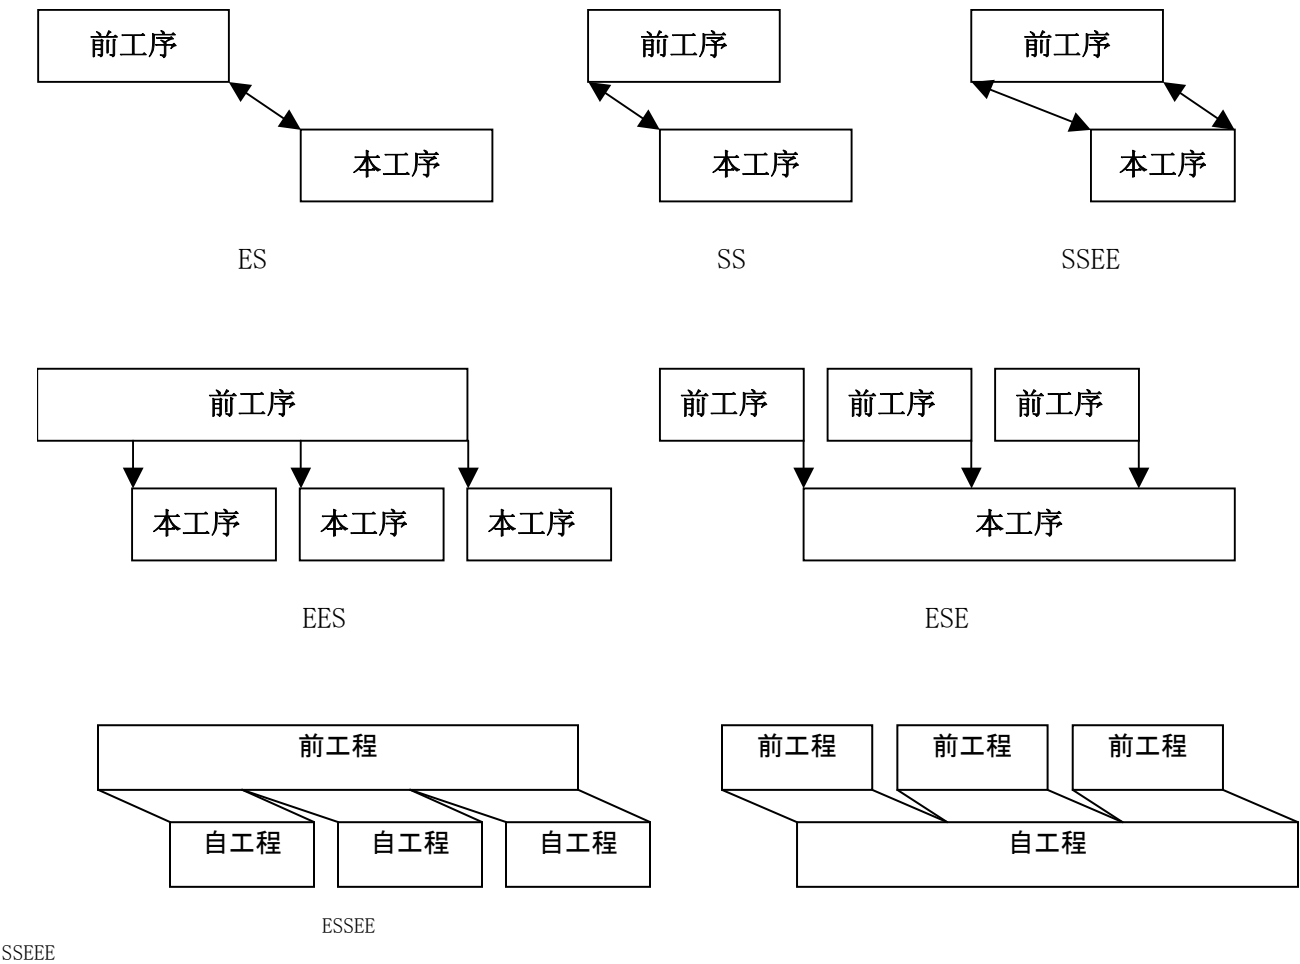 前工序 前工序 前工序
本工序 本工序 本工序
ES SS SSEE
前工序 前工序 前工序 前工序
本工序 本工序 本工序 本工序
EES ESE
前工程 前工程 前工程 前工程
自工程 自工程 自工程 自工程
ESSEE
SSEEE